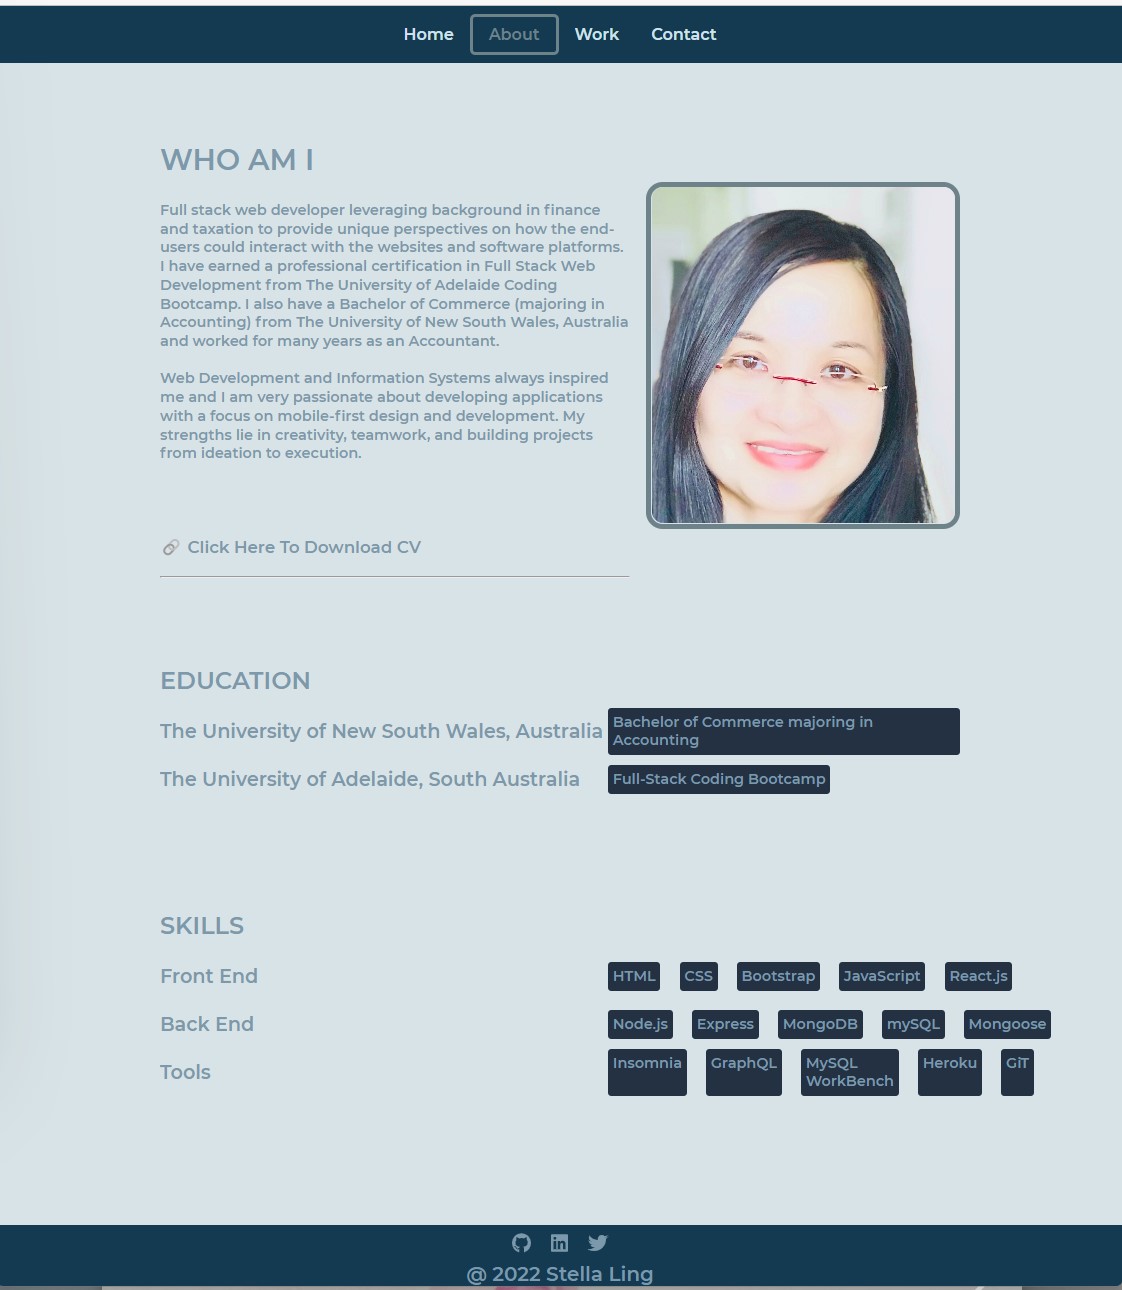 Home About Work Contact
WHO AM I
Full stack web developer leveraging background in finance
and taxation to provide unique perspectives on how the end-
users could interact with the websites and software platforms.
I have earned a professional certification in Full Stack Web
Development from The University of Adelaide Coding
Bootcamp. I also have a Bachelor of Commerce (majoring in
Accounting) from The University of New South Wales, Australia
and worked for many years as an Accountant.
Web Development and Information Systems always inspired
me and I am very passionate about developing applications
with a focus on mobile-first design and development. My
strengths lie in creativity, teamwork, and building projects
from ideation to execution.
Click Here To Download CV
EDUCATION
The University of New South Wales, Australia
Bachelor of Commerce majoring in
Accounting
The University of Adelaide, South Australia
Full-Stack Coding Bootcamp
SKILLS
Front End
HTML CSS Bootstrap JavaScript React.js
Back End
Node.js Express MongoDB mySQL Mongoose
Tools
Insomnia GraphQL MySQL WorkBench Heroku GiT
@ 2022 Stella Ling